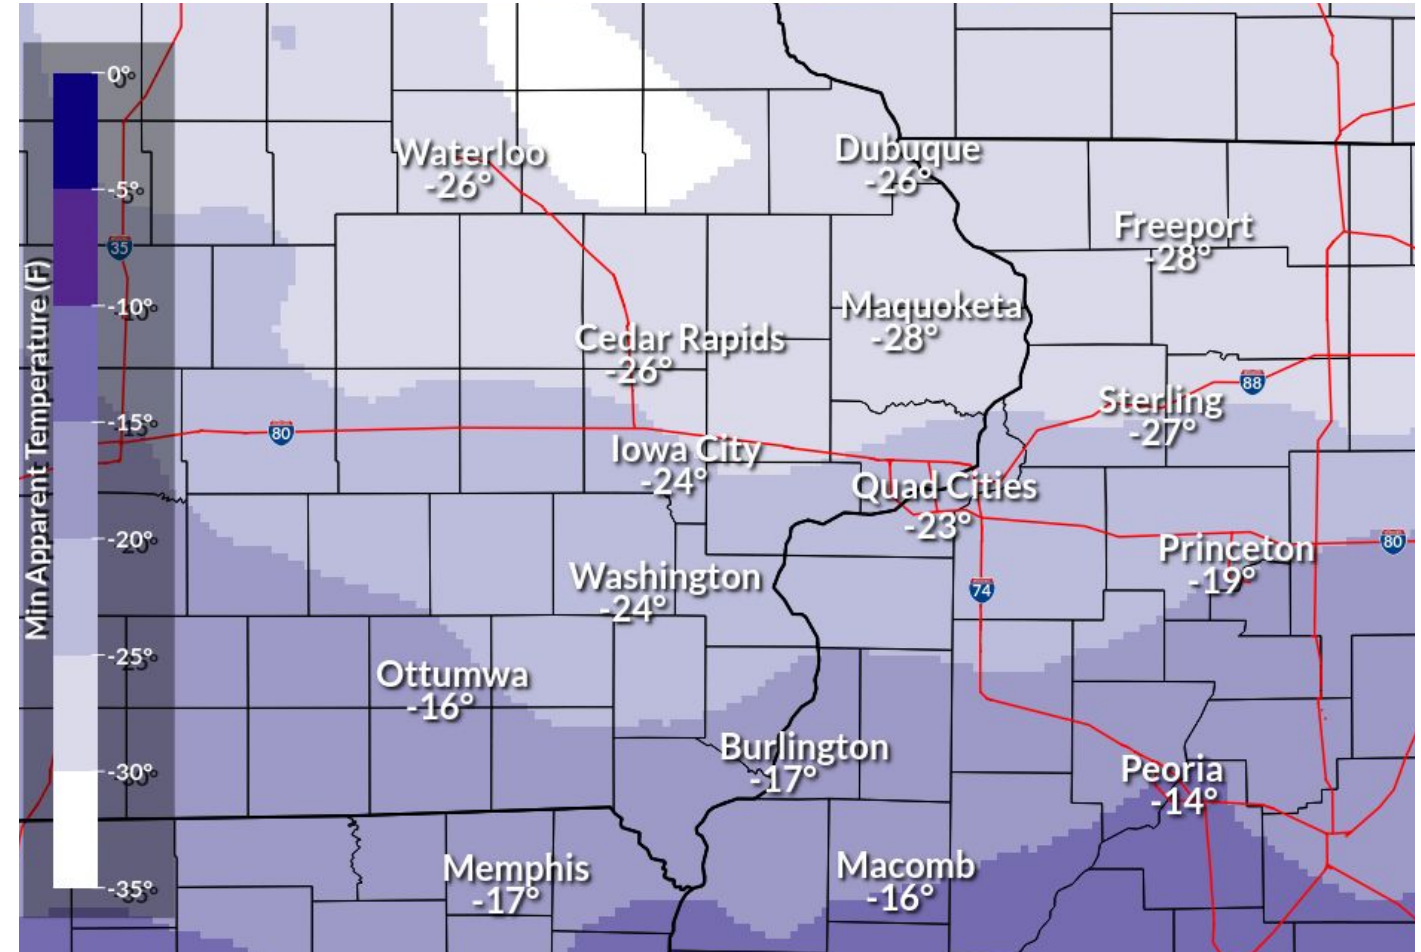 Min Apparent Temperature (F)
0°
-5°
-10°
-15°
-20°
-25°
-30°
-35°
35
80
Waterloo
-26°
Dubuque
-26°
Freeport
-28°
Maquoketa
-28°
Cedar Rapids
-26°
88
Sterling
-27°
Iowa City
-24°
Quad Cities
-23°
80
Princeton
-19°
Washington
-24°
74
Ottumwa
-16°
Burlington
-17°
Peoria
-14°
Memphis
-17°
Macomb
-16°